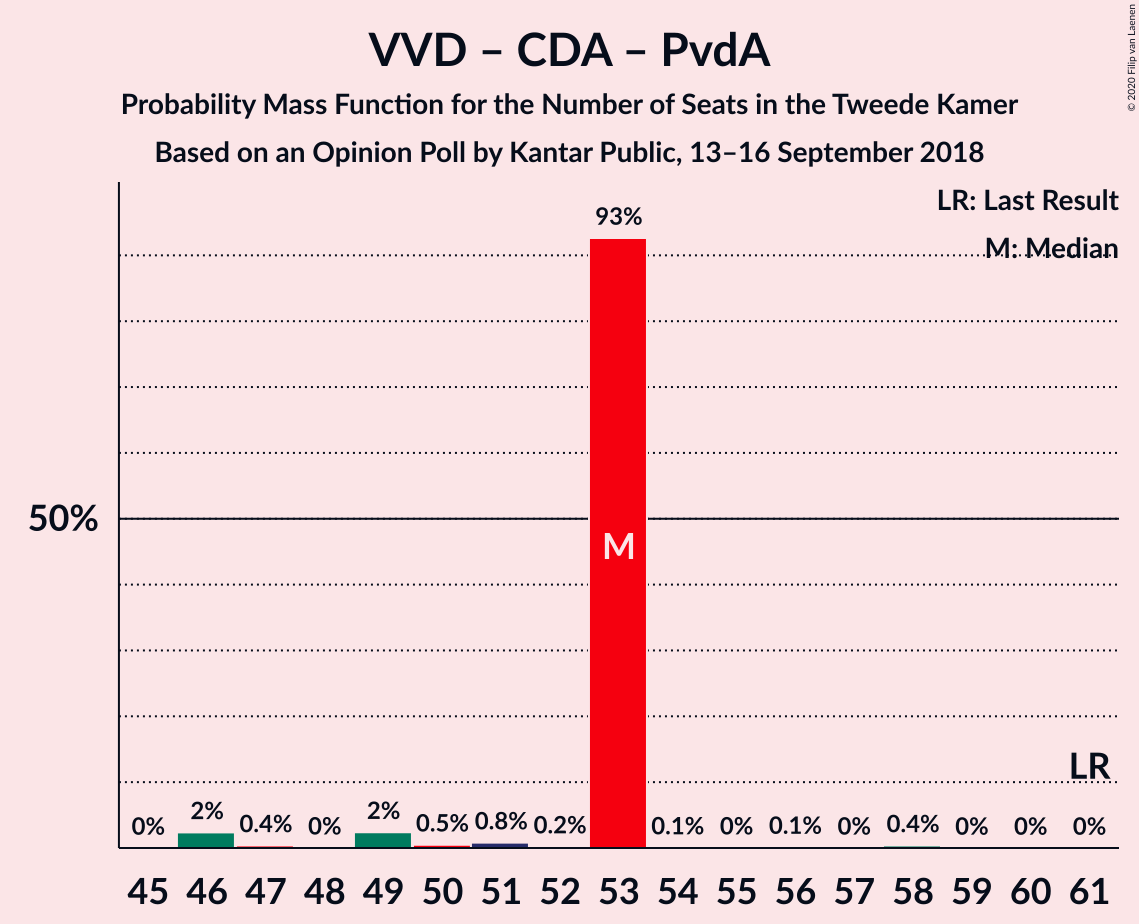 VVD – CDA – PvdA
Probability Mass Function for the Number of Seats in the Tweede Kamer
Based on an Opinion Poll by Kantar Public, 13–16 September 2018
© 2020 Filip van Laenen
LR: Last Result
M: Median
93%
50%
M
LR
0% 2% 0.4% 0% 2% 0.5% 0.8% 0.2% 0.1% 0% 0.1% 0% 0.4% 0% 0% 0%
45 46 47 48 49 50 51 52 53 54 55 56 57 58 59 60 61